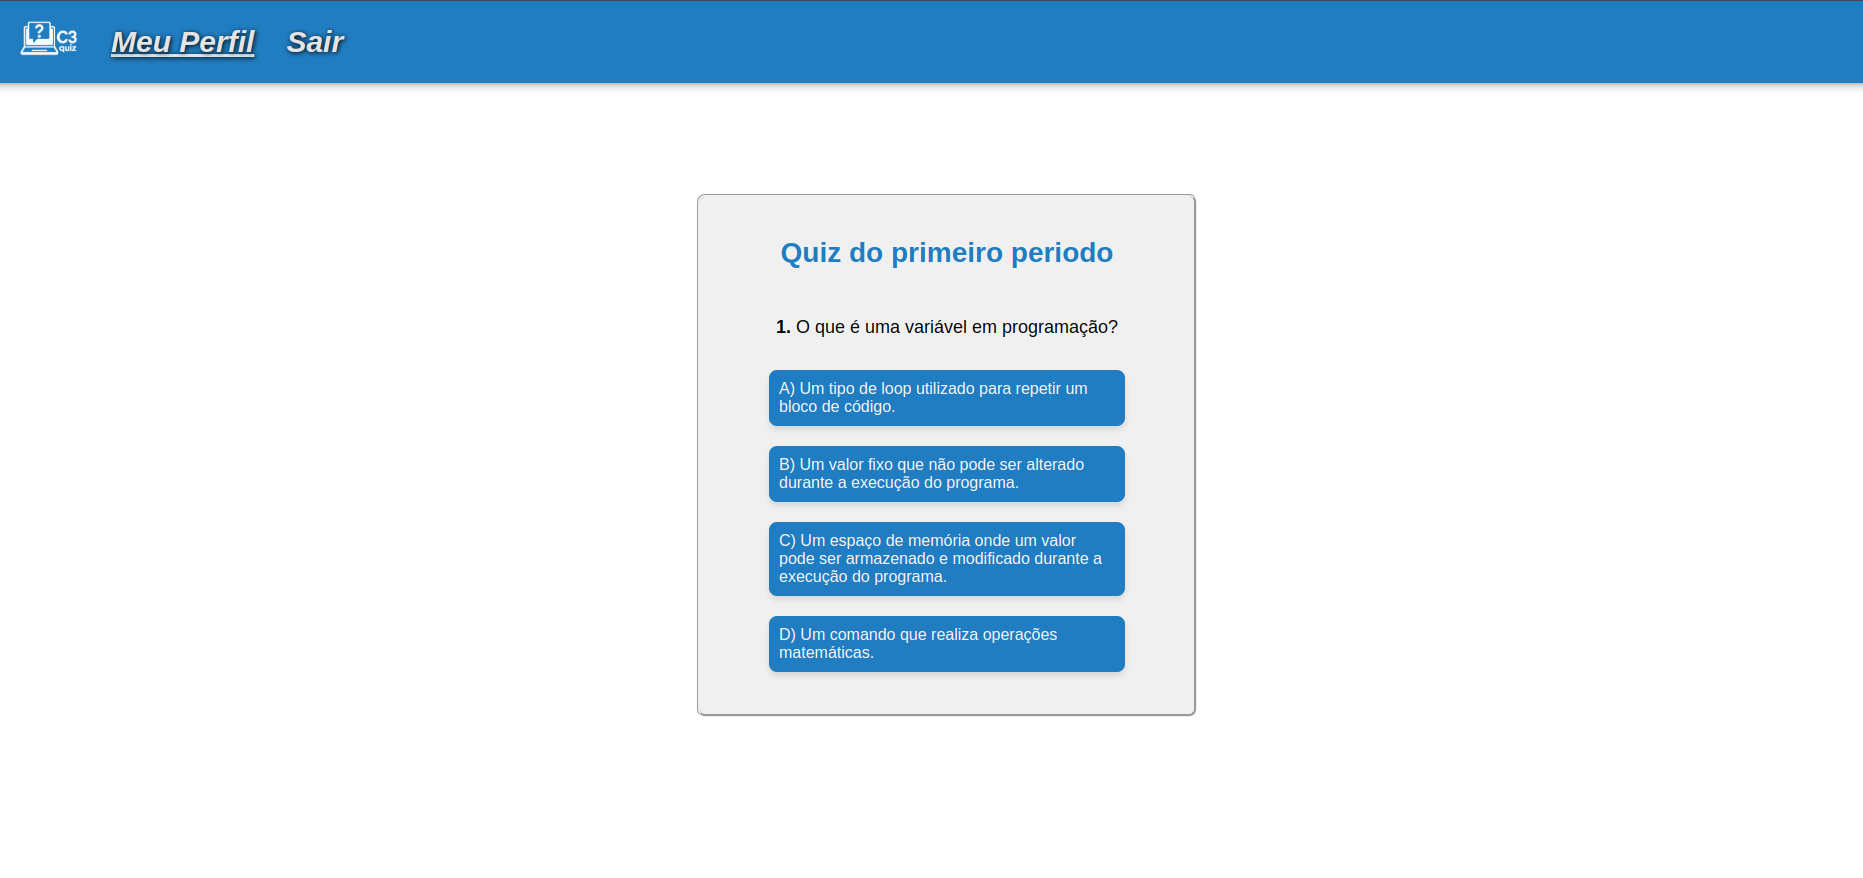 ? C3
quiz
Meu Perfil Sair
Quiz do primeiro periodo
1. O que é uma variável em programação?
A) Um tipo de loop utilizado para repetir um
bloco de código.
B) Um valor fixo que não pode ser alterado
durante a execução do programa.
C) Um espaço de memória onde um valor
pode ser armazenado e modificado durante a
execução do programa.
D) Um comando que realiza operações
matemáticas.